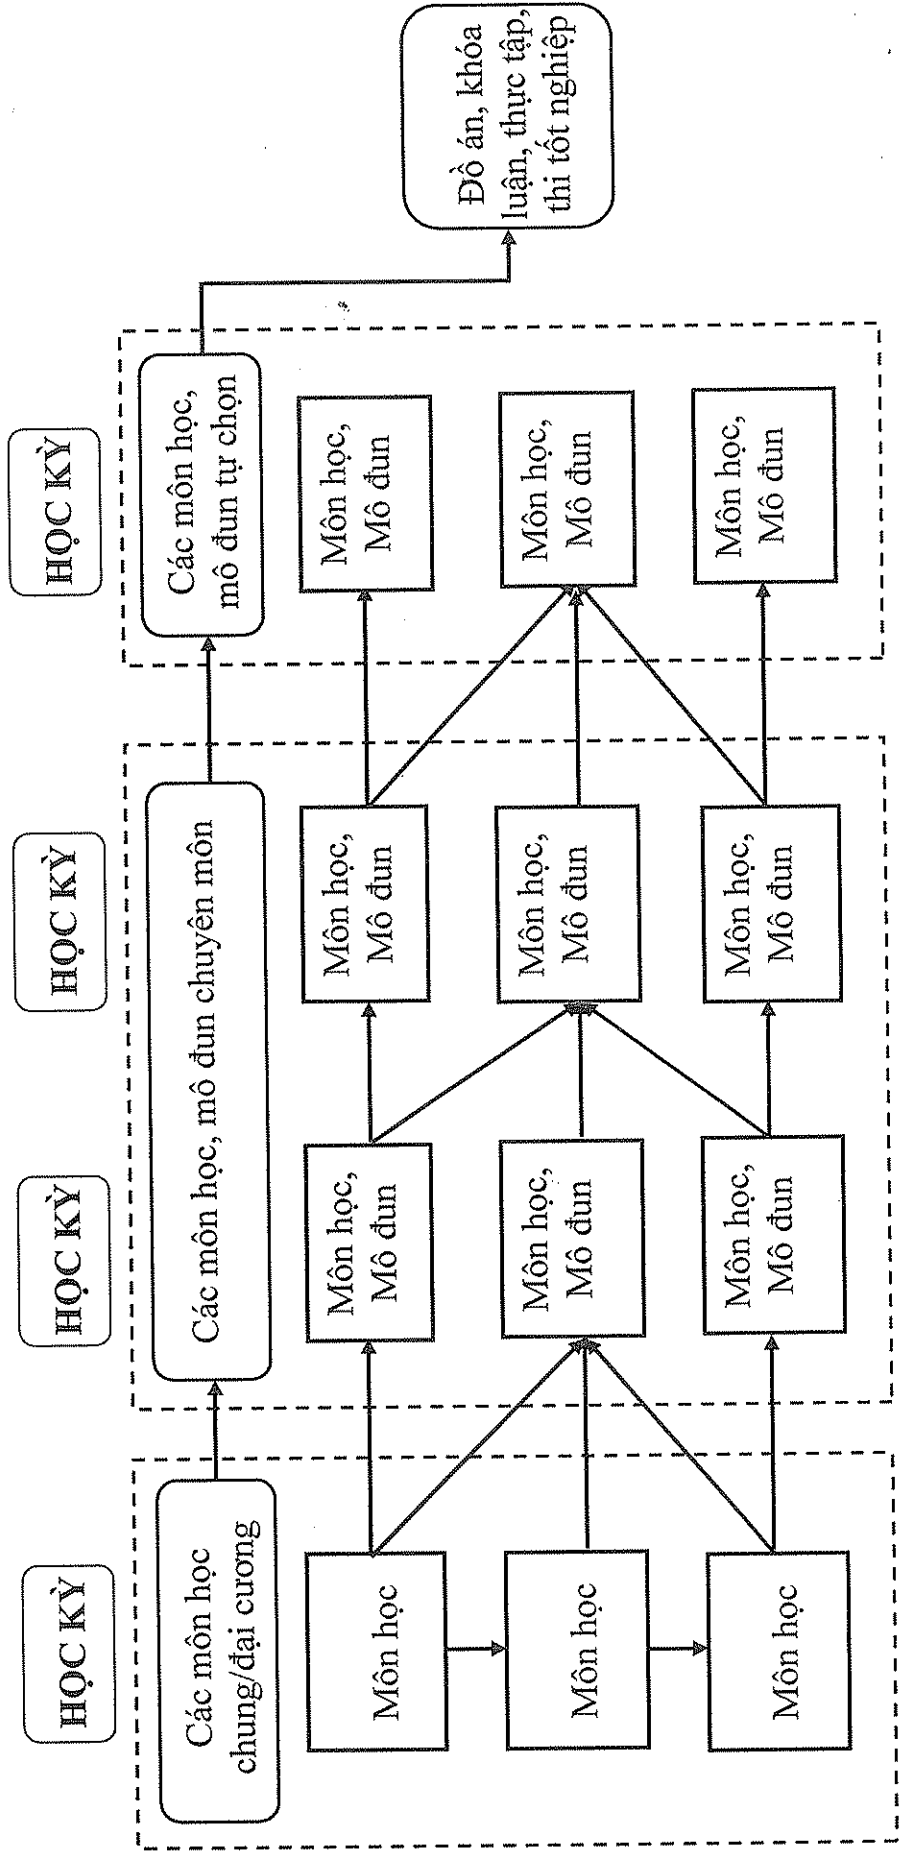 HỌC KỲ
HỌC KỲ
HỌC KỲ
HỌC KỲ
Các môn học
chung/đại cương
Các môn học, mô đun chuyên môn
Các môn học,
mô đun tự chọn
Môn học
Môn học,
Mô đun
Môn học,
Mô đun
Môn học,
Mô đun
Môn học
Môn học,
Mô đun
Môn học,
Mô đun
Môn học,
Mô đun
Môn học
Môn học,
Mô đun
Môn học,
Mô đun
Môn học,
Mô đun
Đồ án, khóa
luận, thực tập,
thi tốt nghiệp